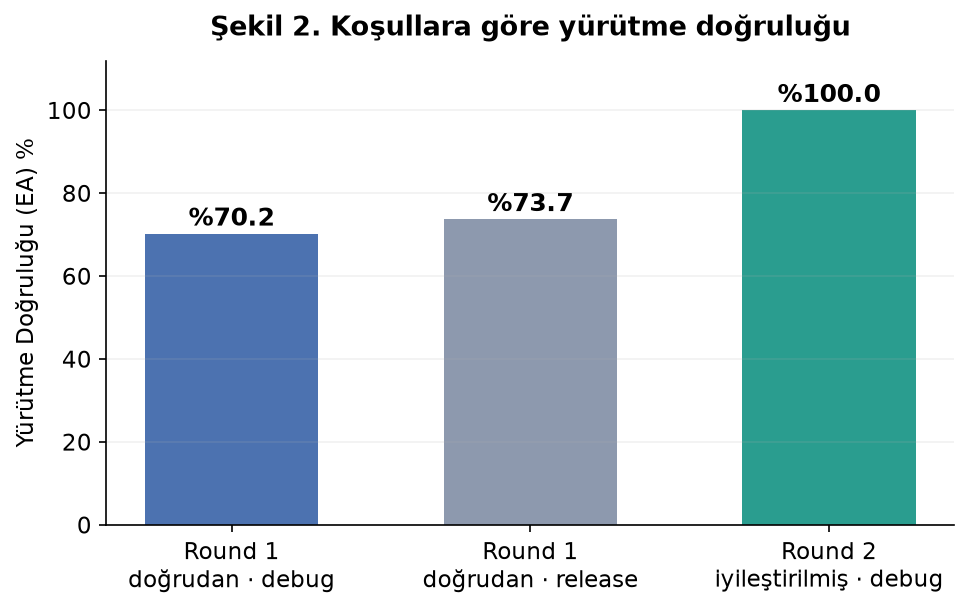 Şekil 2. Koşullara göre yürütme doğruluğu
Yürütme Doğruluğu (EA) %
100
80
60
40
20
0
%70.2
%73.7
%100.0
Round 1
doğrudan · debug
Round 1
doğrudan · release
Round 2
iyileştirilmiş · debug